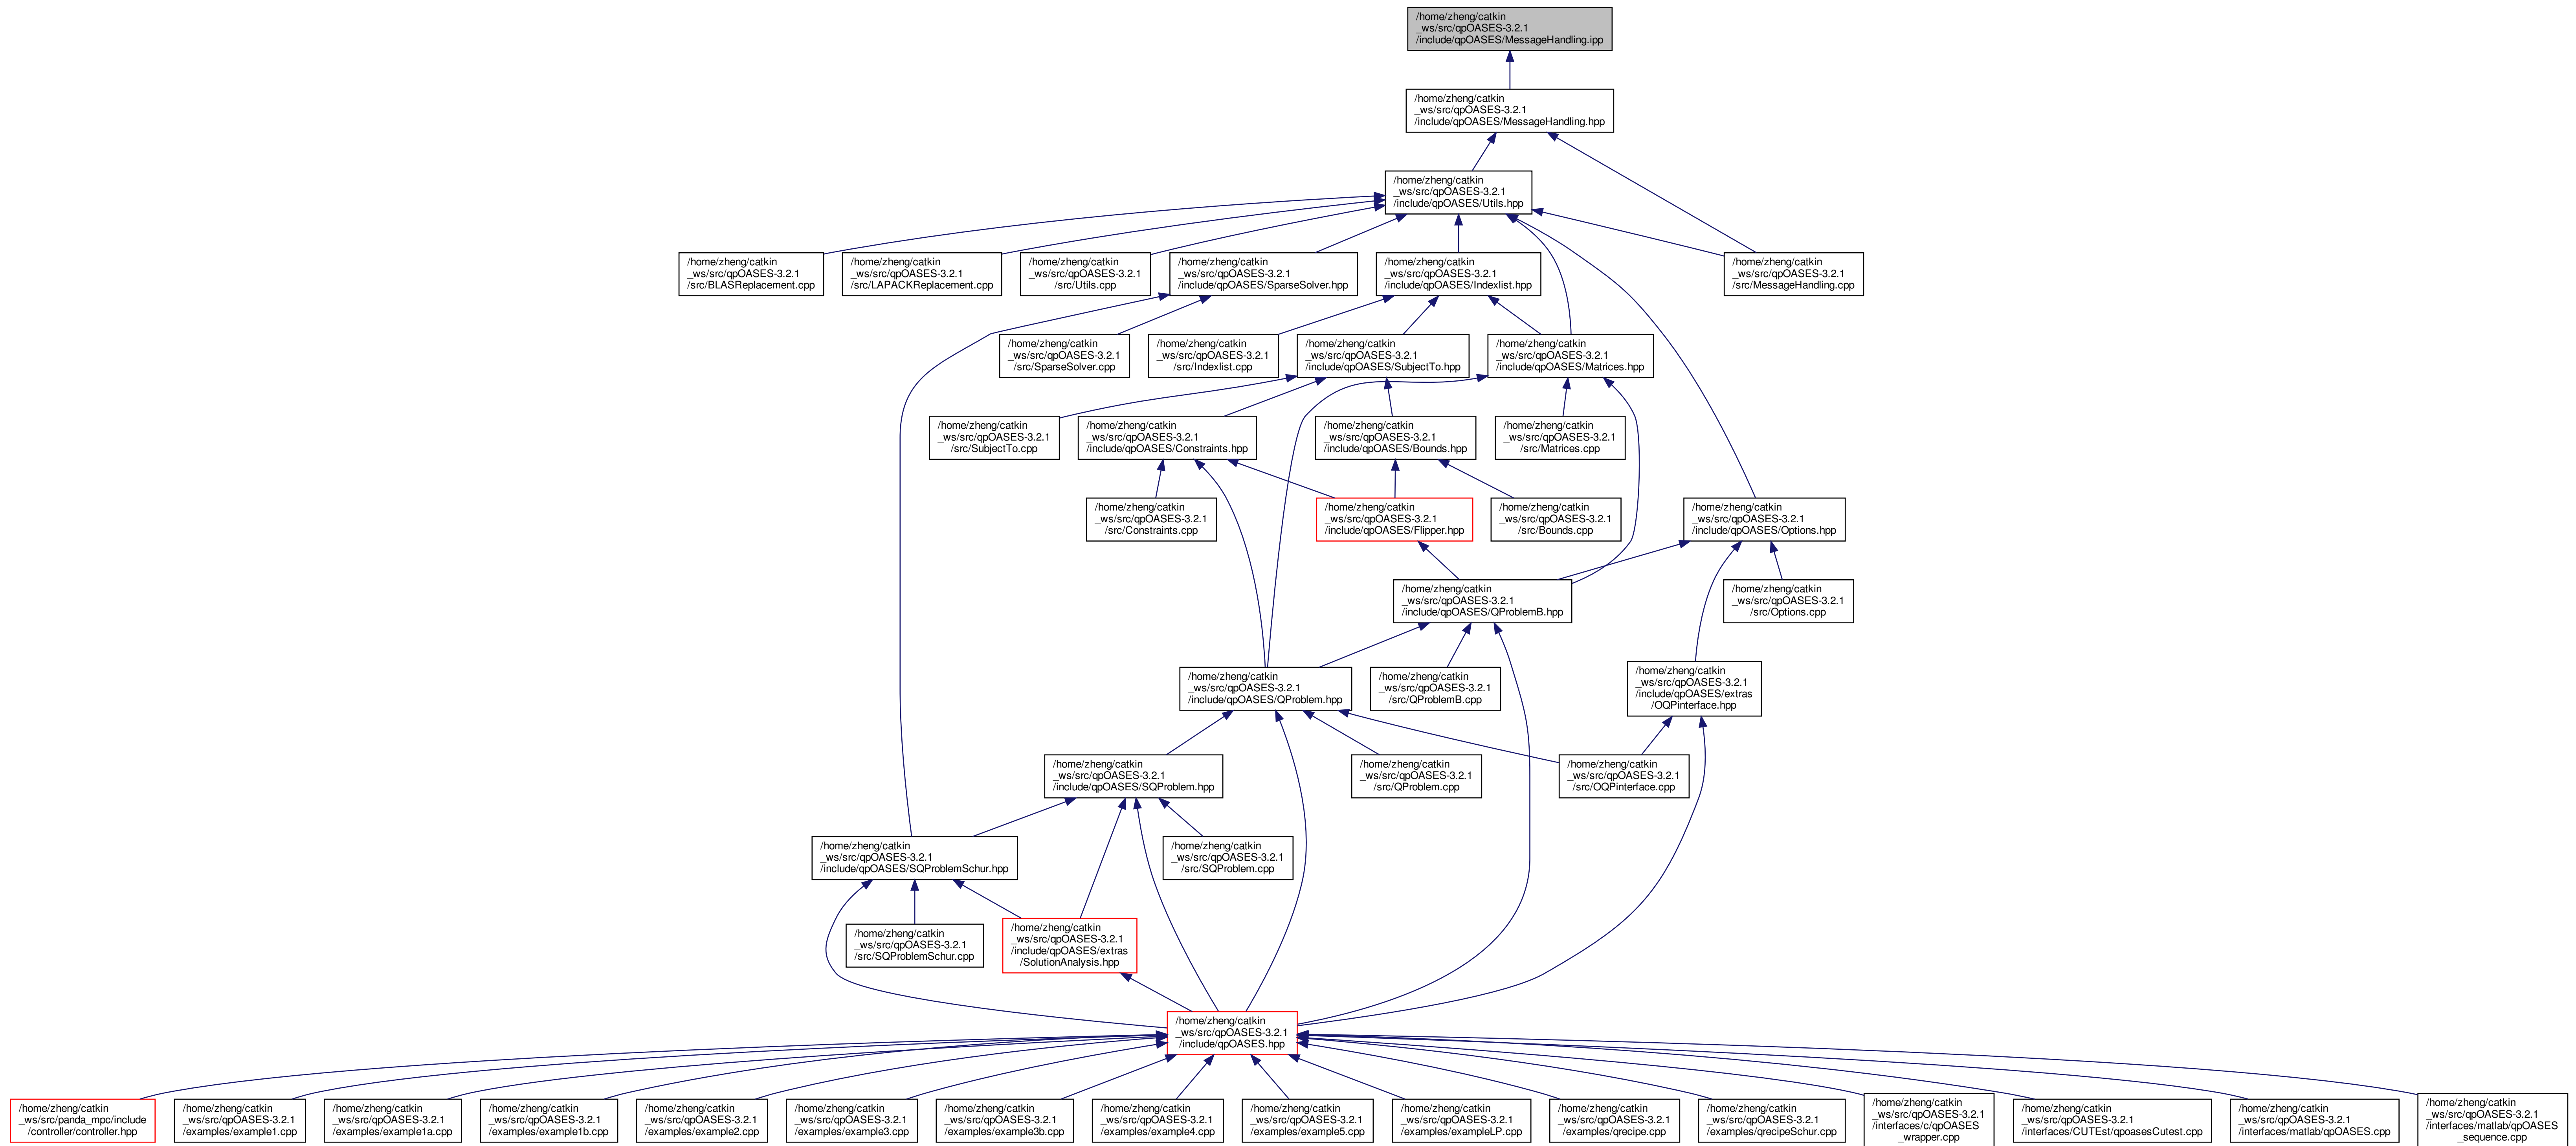 /home/zheng/catkin
_ws/src/qpOASES-3.2.1
/include/qpOASES/MessageHandling.ipp
/home/zheng/catkin
_ws/src/qpOASES-3.2.1
/include/qpOASES/MessageHandling.hpp
/home/zheng/catkin
_ws/src/qpOASES-3.2.1
/include/qpOASES/Utils.hpp
/home/zheng/catkin
_ws/src/qpOASES-3.2.1
/src/BLASReplacement.cpp
/home/zheng/catkin
_ws/src/qpOASES-3.2.1
/src/LAPACKReplacement.cpp
/home/zheng/catkin
_ws/src/qpOASES-3.2.1
/src/Utils.cpp
/home/zheng/catkin
_ws/src/qpOASES-3.2.1
/include/qpOASES/SparseSolver.hpp
/home/zheng/catkin
_ws/src/qpOASES-3.2.1
/include/qpOASES/Indexlist.hpp
/home/zheng/catkin
_ws/src/qpOASES-3.2.1
/src/MessageHandling.cpp
/home/zheng/catkin
_ws/src/qpOASES-3.2.1
/src/SparseSolver.cpp
/home/zheng/catkin
_ws/src/qpOASES-3.2.1
/src/Indexlist.cpp
/home/zheng/catkin
_ws/src/qpOASES-3.2.1
/include/qpOASES/SubjectTo.hpp
/home/zheng/catkin
_ws/src/qpOASES-3.2.1
/include/qpOASES/Matrices.hpp
/home/zheng/catkin
_ws/src/qpOASES-3.2.1
/src/SubjectTo.cpp
/home/zheng/catkin
_ws/src/qpOASES-3.2.1
/include/qpOASES/Constraints.hpp
/home/zheng/catkin
_ws/src/qpOASES-3.2.1
/include/qpOASES/Bounds.hpp
/home/zheng/catkin
_ws/src/qpOASES-3.2.1
/src/Matrices.cpp
/home/zheng/catkin
_ws/src/qpOASES-3.2.1
/src/Constraints.cpp
/home/zheng/catkin
_ws/src/qpOASES-3.2.1
/include/qpOASES/Flipper.hpp
/home/zheng/catkin
_ws/src/qpOASES-3.2.1
/src/Bounds.cpp
/home/zheng/catkin
_ws/src/qpOASES-3.2.1
/include/qpOASES/Options.hpp
/home/zheng/catkin
_ws/src/qpOASES-3.2.1
/include/qpOASES/QProblemB.hpp
/home/zheng/catkin
_ws/src/qpOASES-3.2.1
/src/Options.cpp
/home/zheng/catkin
_ws/src/qpOASES-3.2.1
/include/qpOASES/QProblem.hpp
/home/zheng/catkin
_ws/src/qpOASES-3.2.1
/src/QProblemB.cpp
/home/zheng/catkin
_ws/src/qpOASES-3.2.1
/include/qpOASES/extras
/OQPinterface.hpp
/home/zheng/catkin
_ws/src/qpOASES-3.2.1
/include/qpOASES/SQProblem.hpp
/home/zheng/catkin
_ws/src/qpOASES-3.2.1
/src/QProblem.cpp
/home/zheng/catkin
_ws/src/qpOASES-3.2.1
/src/OQPinterface.cpp
/home/zheng/catkin
_ws/src/qpOASES-3.2.1
/include/qpOASES/SQProblemSchur.hpp
/home/zheng/catkin
_ws/src/qpOASES-3.2.1
/src/SQProblem.cpp
/home/zheng/catkin
_ws/src/qpOASES-3.2.1
/src/SQProblemSchur.cpp
/home/zheng/catkin
_ws/src/qpOASES-3.2.1
/include/qpOASES/extras
/SolutionAnalysis.hpp
/home/zheng/catkin
_ws/src/qpOASES-3.2.1
/include/qpOASES.hpp
/home/zheng/catkin
_ws/src/panda_mpc/include
/controller/controller.hpp
/home/zheng/catkin
_ws/src/qpOASES-3.2.1
/examples/example1.cpp
/home/zheng/catkin
_ws/src/qpOASES-3.2.1
/examples/example1a.cpp
/home/zheng/catkin
_ws/src/qpOASES-3.2.1
/examples/example1b.cpp
/home/zheng/catkin
_ws/src/qpOASES-3.2.1
/examples/example2.cpp
/home/zheng/catkin
_ws/src/qpOASES-3.2.1
/examples/example3.cpp
/home/zheng/catkin
_ws/src/qpOASES-3.2.1
/examples/example3b.cpp
/home/zheng/catkin
_ws/src/qpOASES-3.2.1
/examples/example4.cpp
/home/zheng/catkin
_ws/src/qpOASES-3.2.1
/examples/example5.cpp
/home/zheng/catkin
_ws/src/qpOASES-3.2.1
/examples/exampleLP.cpp
/home/zheng/catkin
_ws/src/qpOASES-3.2.1
/examples/qrecipe.cpp
/home/zheng/catkin
_ws/src/qpOASES-3.2.1
/examples/qrecipeSchur.cpp
/home/zheng/catkin
_ws/src/qpOASES-3.2.1
/interfaces/c/qpOASES
_wrapper.cpp
/home/zheng/catkin
_ws/src/qpOASES-3.2.1
/interfaces/CUTEst/qpoasesCutest.cpp
/home/zheng/catkin
_ws/src/qpOASES-3.2.1
/interfaces/matlab/qpOASES.cpp
/home/zheng/catkin
_ws/src/qpOASES-3.2.1
/interfaces/matlab/qpOASES
_sequence.cpp